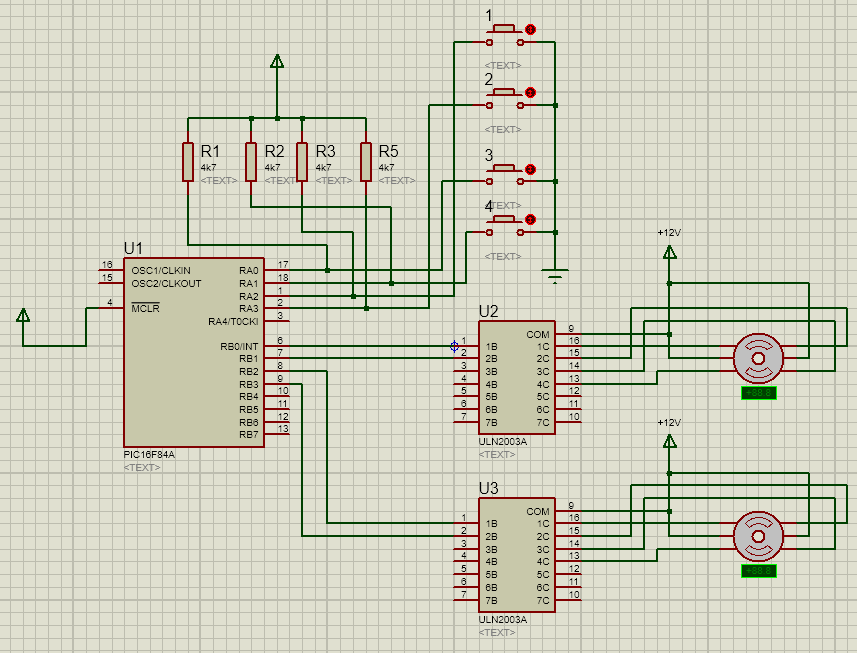 1
<TEXT>
2
<TEXT>
3
<TEXT>
4
<TEXT>
R1
4k7
<TEXT>
R2
4k7
<TEXT>
R3
4k7
<TEXT>
R5
4k7
<TEXT>
U1
16 OSC1/CLKIN RA0 17
15 OSC2/CLKOUT RA1 18
RA2 1
4 MCLR RA3 2
RA4/T0CKI 3
RB0/INT 6
RB1 7
RB2 8
RB3 9
RB4 10
RB5 11
RB6 12
RB7 13
PIC16F84A
<TEXT>
+12V
U2
COM 9
1 1B 1C 16
2 2B 2C 15
3 3B 3C 14
4 4B 4C 13
5 5B 5C 12
6 6B 6C 11
7 7B 7C 10
ULN2003A
<TEXT>
+12V
U3
COM 9
1 1B 1C 16
2 2B 2C 15
3 3B 3C 14
4 4B 4C 13
5 5B 5C 12
6 6B 6C 11
7 7B 7C 10
ULN2003A
<TEXT>